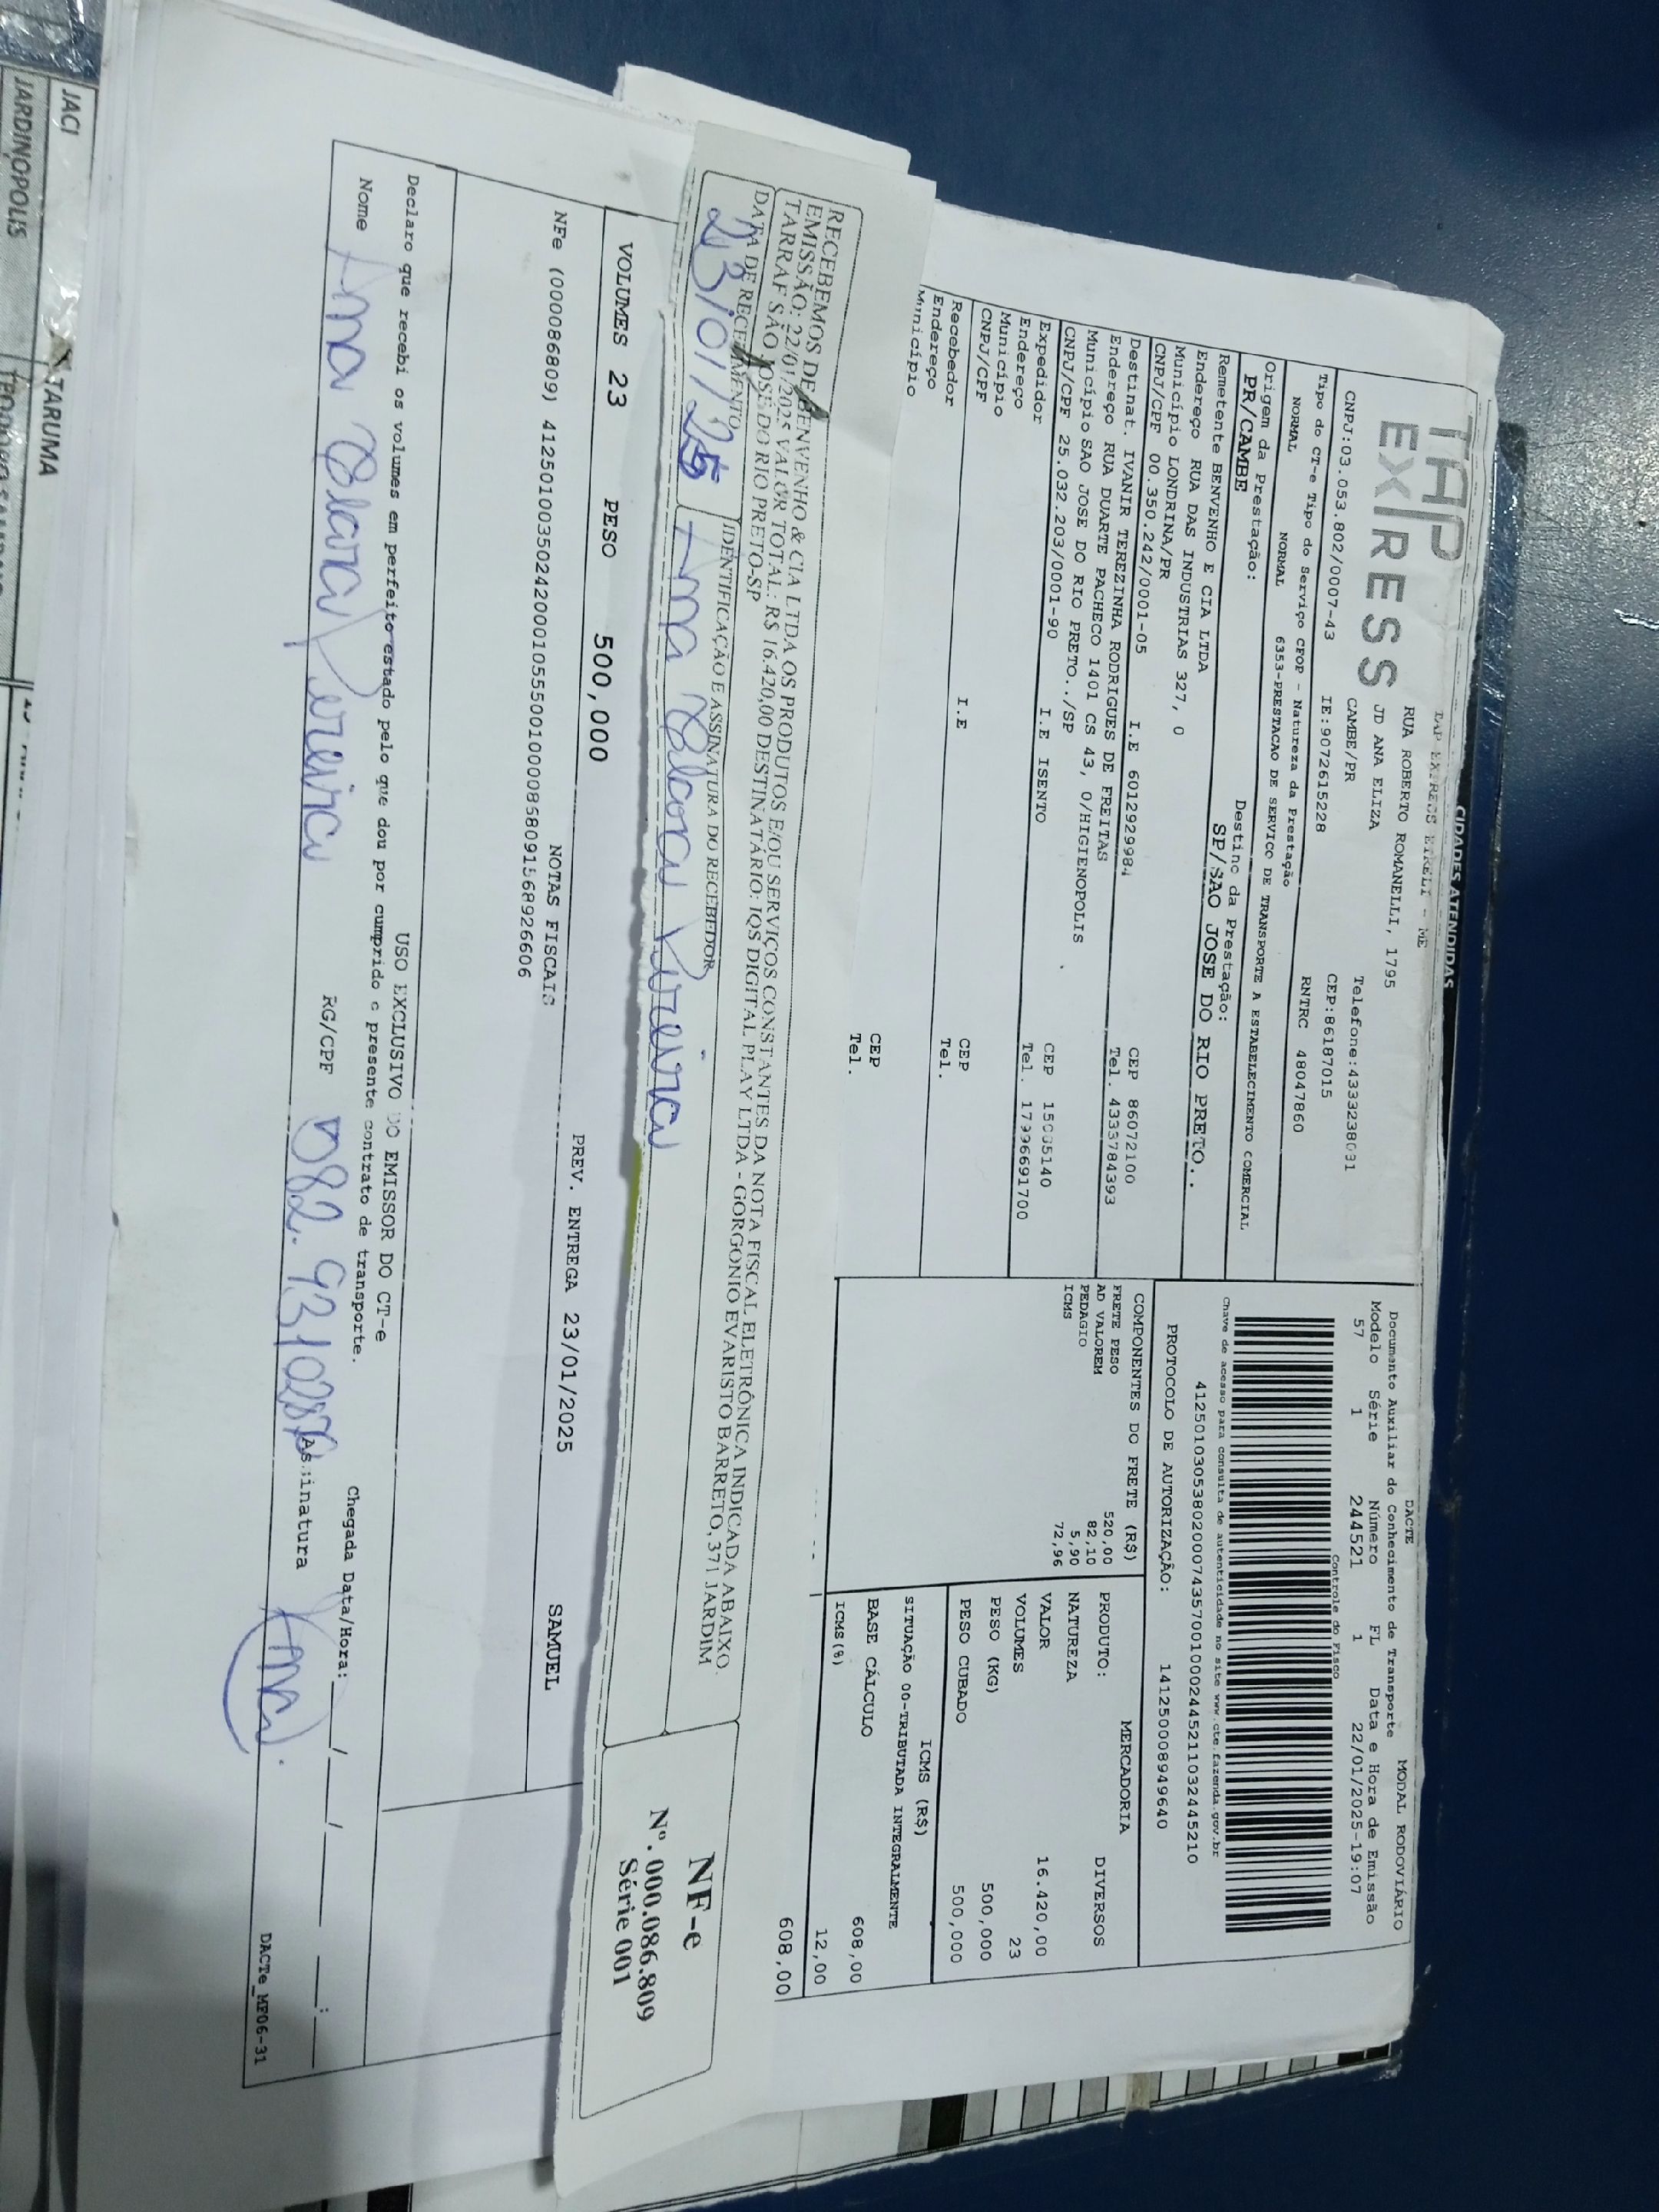 CIDADES ATENDIDAS
TAP EXPRESS EIRELI - ME
TAP
EXPRESS
RUA ROBERTO ROMANELLI, 1795
JD ANA ELIZA
CAMBE/PR
Telefone:4333238031
CNPJ:03.053.802/0007-43 IE:9072615228 CEP:86187015
Tipo do CT-e Tipo do Serviço CFOP - Natureza da Prestação RNTRC 48047860
NORMAL NORMAL 6353-PRESTACAO DE SERVICO DE TRANSPORTE A ESTABELECIMENTO COMERCIAL
Origem da Prestação: Destino da Prestação:
PR/CAMBE SP/SAO JOSE DO RIO PRETO..
Remetente BENVENHO E CIA LTDA
Endereço RUA DAS INDUSTRIAS 327, 0 CEP 86072100
Município LONDRINA/PR Tel. 4333784393
CNPJ/CPF 00.350.242/0001-05 I.E 6012929984
Destinat. IVANIR TEREZINHA RODRIGUES DE FREITAS
Endereço RUA DUARTE PACHECO 1401 CS 43, 0/HIGIENOPOLIS CEP 15085140
Município SAO JOSE DO RIO PRETO../SP Tel. 17996691700
CNPJ/CPF 25.032.203/0001-90 I.E ISENTO
Expedidor
Endereço CEP
Município Tel.
CNPJ/CPF I.E
Recebedor
Endereço CEP
Município Tel.
DACTE MODAL RODOVIÁRIO
Documento Auxiliar do Conhecimento de Transporte
Modelo Série Número FL Data e Hora de Emissão
57 1 244521 1 22/01/2025-19:07
Controle do Fisco
Chave de acesso para consulta de autenticidade no site www.cte.fazenda.gov.br
41250103053802000743570010002445211032445210
PROTOCOLO DE AUTORIZAÇÃO: 141250008949640
COMPONENTES DO FRETE (R$)
FRETE PESO 520,00
AD VALOREM 82,10
PEDAGIO 5,90
ICMS 72,96
MERCADORIA
PRODUTO: DIVERSOS
NATUREZA
VALOR 16.420,00
VOLUMES 23
PESO (KG) 500,000
PESO CUBADO 500,000
ICMS (R$)
SITUAÇÃO 00-TRIBUTADA INTEGRALMENTE
BASE CÁLCULO 608,00
ICMS(%) 12,00
608,00
RECEBEMOS DE BENVENHO & CIA LTDA OS PRODUTOS E/OU SERVIÇOS CONSTANTES DA NOTA FISCAL ELETRÔNICA INDICADA ABAIXO.
EMISSÃO: 22/01/2025 VALOR TOTAL: R$ 16.420,00 DESTINATÁRIO: IQS DIGITAL PLAY LTDA - GORGONIO EVARISTO BARRETO, 371 JARDIM
TARRAF SÃO JOSE DO RIO PRETO-SP
DATA DE RECEBIMENTO IDENTIFICAÇÃO E ASSINATURA DO RECEBEDOR
23/01/25 Ana Clara Pereira
NF-e
Nº. 000.086.809
Série 001
VOLUMES 23 PESO 500,000 PREV. ENTREGA 23/01/2025 SAMUEL
NOTAS FISCAIS
NFe (000086809) 41250100350242000105550010000868091568926606
USO EXCLUSIVO DO EMISSOR DO CT-e
Declaro que recebi os volumes em perfeito estado pelo que dou por cumprido o presente contrato de transporte.
Chegada Data/Hora: ___/___/___ __:__
Nome Ana Clara Pereira RG/CPF Assinatura Ana
DACTe_MF06-31
JACI
JARDINOPOLIS
TARUMA